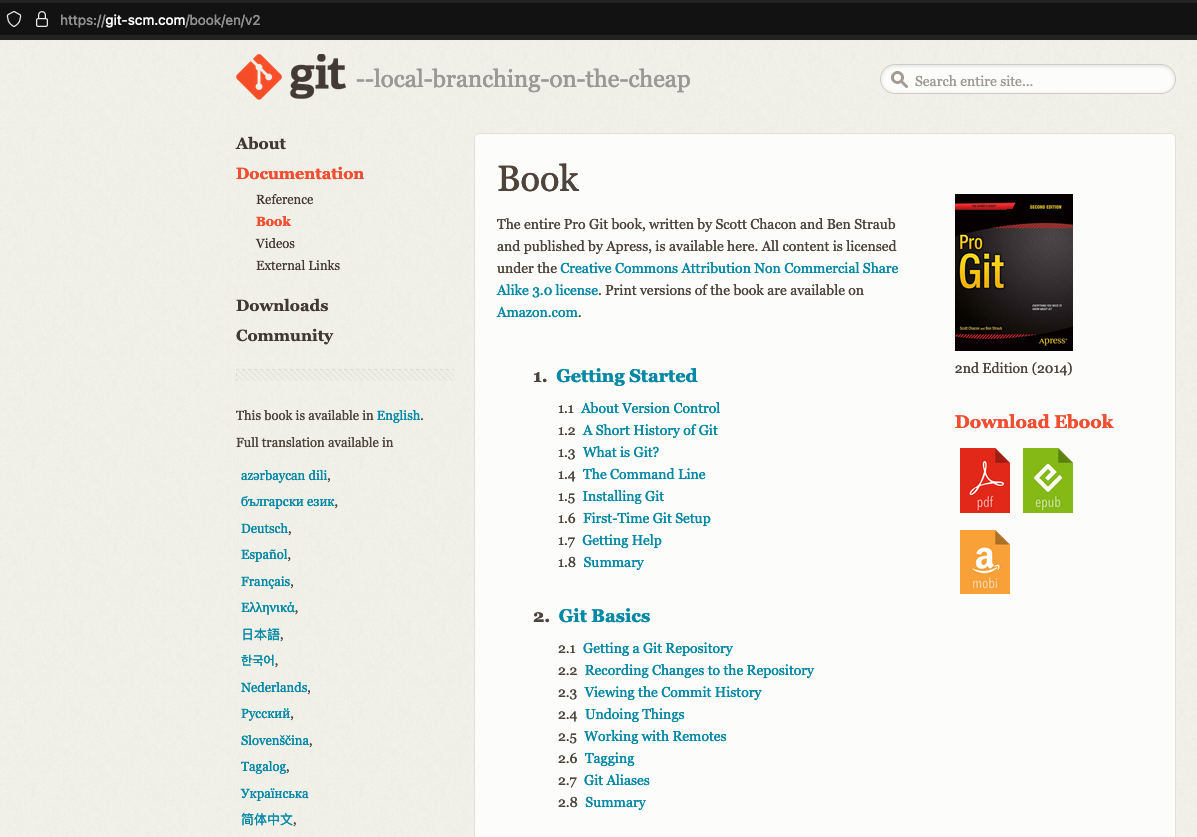 https://git-scm.com/book/en/v2
git --local-branching-on-the-cheap
Search entire site...
About
Documentation
Reference
Book
Videos
External Links
Downloads
Community
This book is available in English.
Full translation available in
azərbaycan dili,
български език,
Deutsch,
Español,
Français,
Ελληνικά,
日本語,
한국어,
Nederlands,
Русский,
Slovenščina,
Tagalog,
Українська
简体中文,
Book
The entire Pro Git book, written by Scott Chacon and Ben Straub
and published by Apress, is available here. All content is licensed
under the Creative Commons Attribution Non Commercial Share
Alike 3.0 license. Print versions of the book are available on
Amazon.com.
1. Getting Started
1.1 About Version Control
1.2 A Short History of Git
1.3 What is Git?
1.4 The Command Line
1.5 Installing Git
1.6 First-Time Git Setup
1.7 Getting Help
1.8 Summary
2. Git Basics
2.1 Getting a Git Repository
2.2 Recording Changes to the Repository
2.3 Viewing the Commit History
2.4 Undoing Things
2.5 Working with Remotes
2.6 Tagging
2.7 Git Aliases
2.8 Summary
SECOND EDITION
Pro
Git
Scott Chacon and Ben Straub
Apress®
2nd Edition (2014)
Download Ebook
pdf
epub
a
mobi